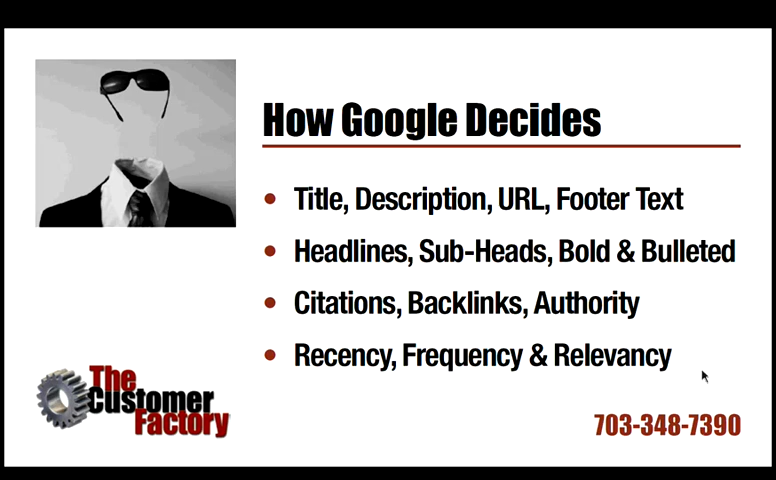 How Google Decides
Title, Description, URL, Footer Text
Headlines, Sub-Heads, Bold & Bulleted
Citations, Backlinks, Authority
Recency, Frequency & Relevancy
The
Customer
Factory
703-348-7390